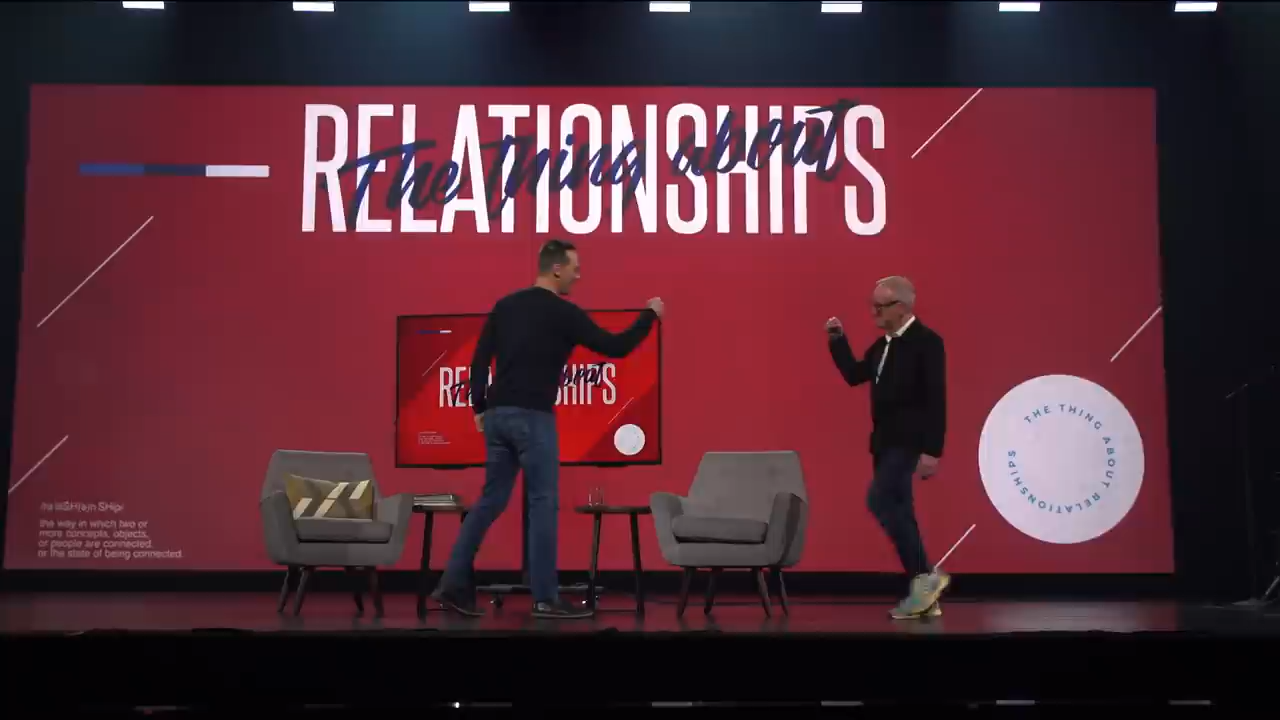 RELATIONSHIPS
The thing about
THE THING ABOUT RELATIONSHIPS
the way in which two or
more concepts, objects,
or people are connected,
or the state of being connected.